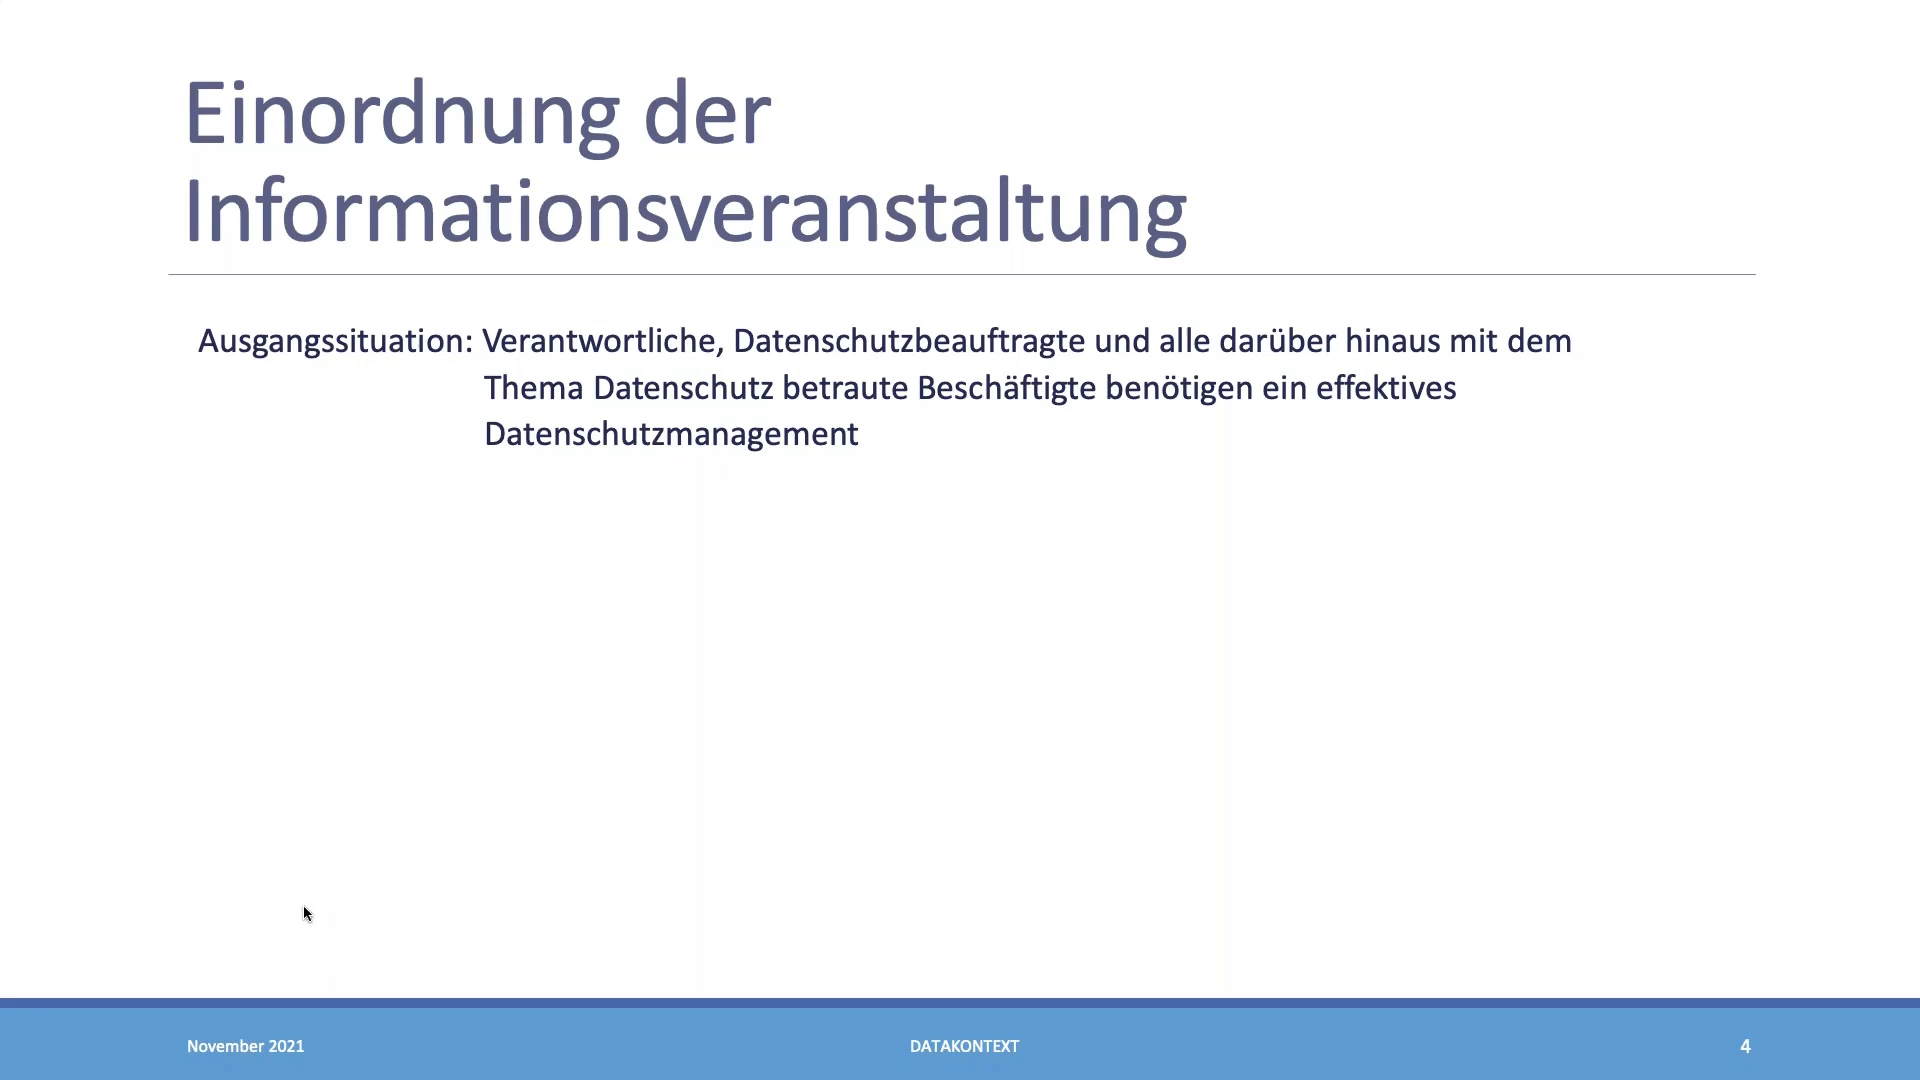 Einordnung der
Informationsveranstaltung
Ausgangssituation: Verantwortliche, Datenschutzbeauftragte und alle darüber hinaus mit dem
Thema Datenschutz betraute Beschäftigte benötigen ein effektives
Datenschutzmanagement
November 2021
DATAKONTEXT
4